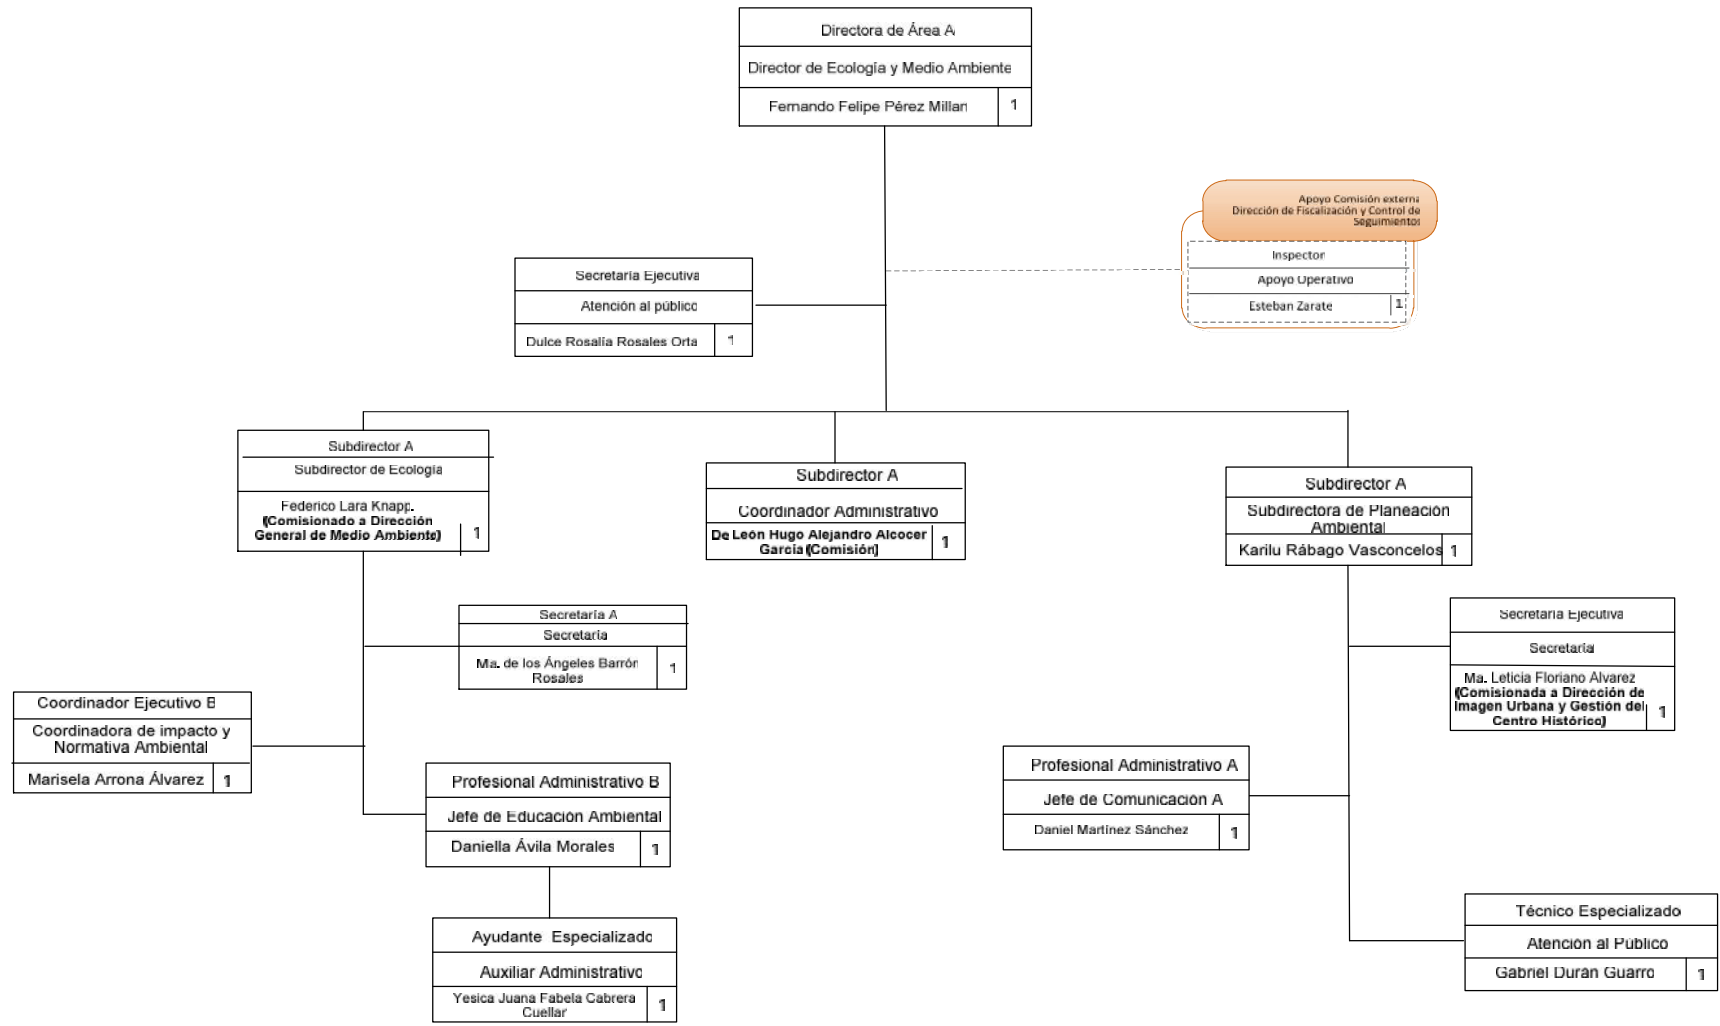 Directora de Área A
Director de Ecología y Medio Ambiente
Fernando Felipe Pérez Millan
1
Apoyo Comisión externa
Dirección de Fiscalización y Control de
Seguimientos
Inspector
Apoyo Operativo
Esteban Zarate
1
Secretaría Ejecutiva
Atención al público
Dulce Rosalía Rosales Orta
1
Subdirector A
Subdirector de Ecología
Federico Lara Knapp.
(Comisionado a Dirección
General de Medio Ambiente)
1
Subdirector A
Coordinador Administrativo
De León Hugo Alejandro Alcocer
García (Comisión)
1
Subdirector A
Subdirectora de Planeación
Ambiental
Karilu Rábago Vasconcelos
1
Secretaría A
Secretaría
Ma. de los Ángeles Barrón
Rosales
1
Secretaria Ejecutiva
Secretaría
Ma. Leticia Floriano Alvarez
(Comisionada a Dirección de
Imagen Urbana y Gestión del
Centro Histórico)
1
Coordinador Ejecutivo B
Coordinadora de impacto y
Normativa Ambiental
Marisela Arrona Álvarez
1
Profesional Administrativo B
Jefe de Educación Ambiental
Daniella Ávila Morales
1
Profesional Administrativo A
Jefe de Comunicación A
Daniel Martínez Sánchez
1
Ayudante Especializado
Auxiliar Administrativo
Yesica Juana Fabela Cabrera
Cuellar
1
Técnico Especializado
Atención al Público
Gabriel Durán Guarro
1